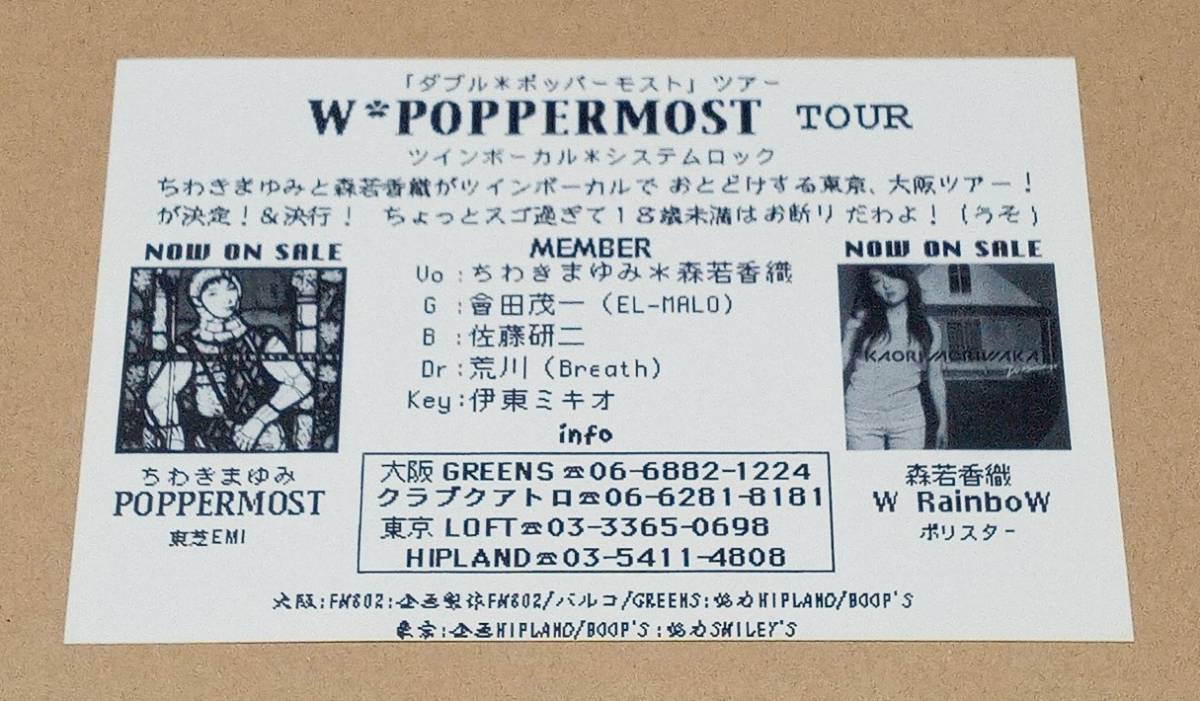 「ダブル＊ポッパーモスト」ツアー
W*POPPERMOST TOUR
ツインボーカル＊システムロック
ちわきまゆみと森若香織がツインボーカルで おとどけする東京、大阪ツアー！
が決定！＆決行！ ちょっとスゴ過ぎて１８歳未満はお断りだわよ！（うそ）
NOW ON SALE
MEMBER
Vo：ちわきまゆみ＊森若香織
G：會田茂一（EL-MALO）
B：佐藤研二
Dr：荒川（Breath）
Key：伊東ミキオ
NOW ON SALE
KAORI MORIWAKA
ちわきまゆみ
POPPERMOST
東芝EMI
info
大阪 GREENS☎06-6882-1224
クラブクアトロ☎06-6281-8181
東京 LOFT☎03-3365-0698
HIPLAND☎03-5411-4808
森若香織
W RainboW
ポリスター
大阪:FM802:企画製作FM802/パルコ/GREENS:協力HIPLAND/BOOP'S
東京:企画HIPLAND/BOOP'S:協力SMILEY'S